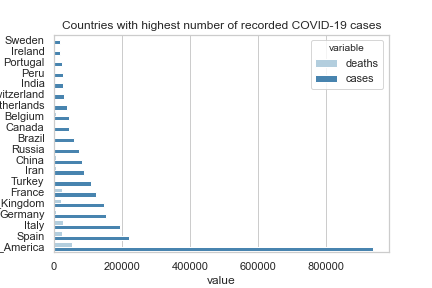 Countries with highest number of recorded COVID-19 cases
variable
deaths
cases
Sweden
Ireland
Portugal
Peru
India
witzerland
therlands
Belgium
Canada
Brazil
Russia
China
Iran
Turkey
France
_Kingdom
Germany
Italy
Spain
_America
0 200000 400000 600000 800000
value